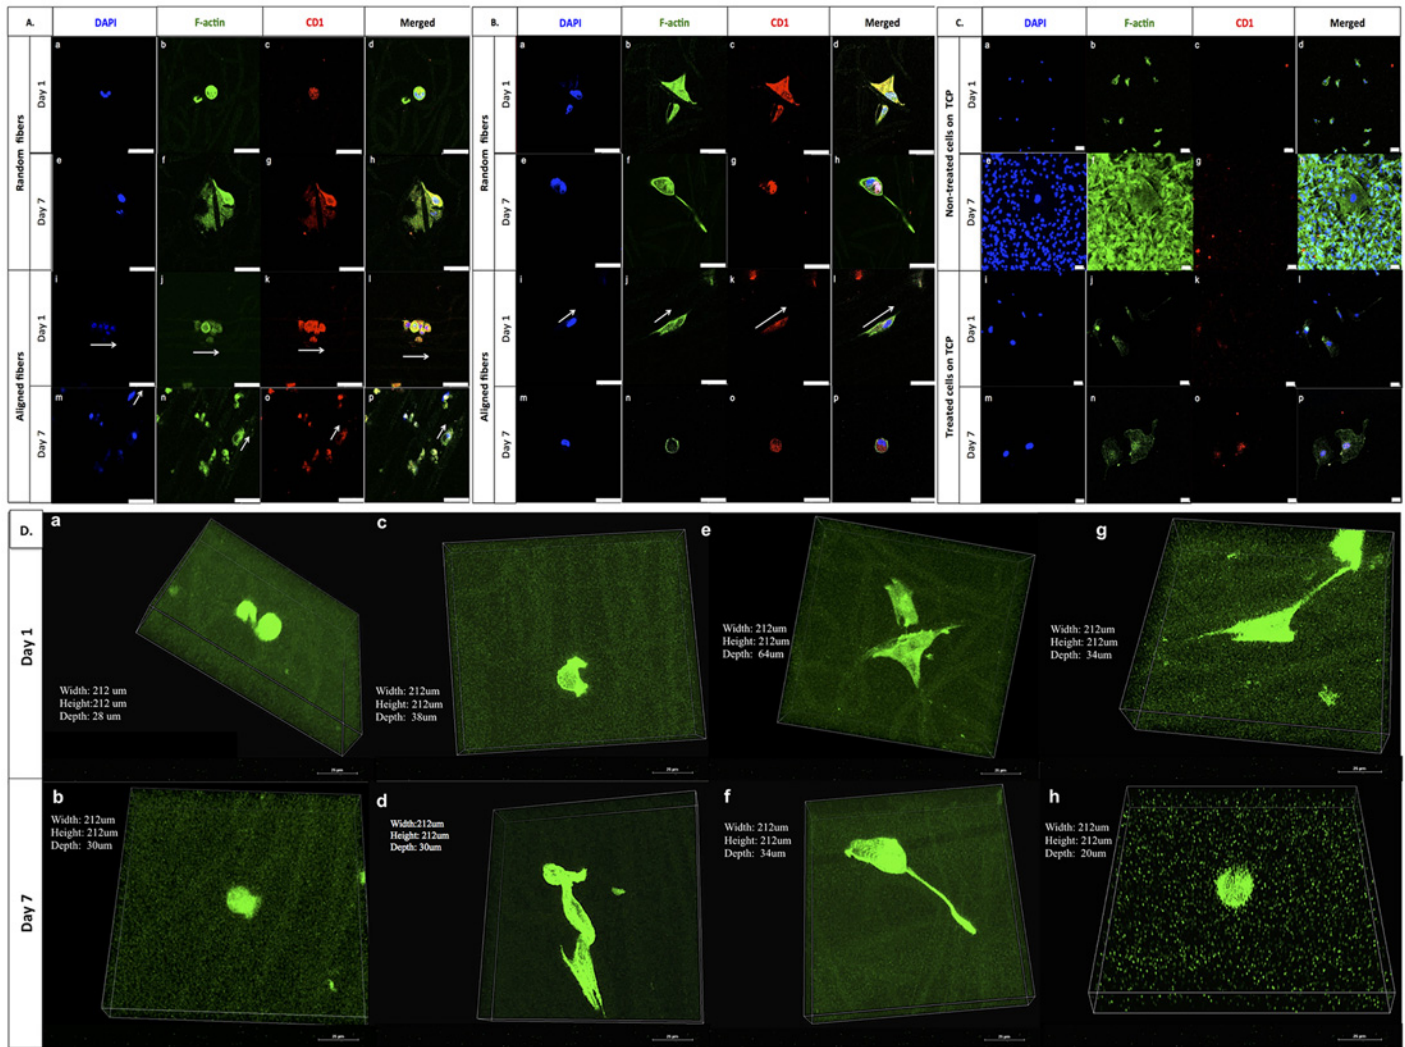 A. DAPI F-actin CD1 Merged
Random fibers
Day 1
a b c d
Day 7
e f g h
Aligned fibers
Day 1
i j k l
Day 7
m n o p
B. DAPI F-actin CD1 Merged
Random fibers
Day 1
a b c d
Day 7
e f g h
Aligned fibers
Day 1
i j k l
Day 7
m n o p
C. DAPI F-actin CD1 Merged
Non-treated cells on TCP
Day 1
a b c d
Day 7
e g h
Treated cells on TCP
Day 1
i j k l
Day 7
m n o p
D.
Day 1
a
Width: 212 um
Height:212 um
Depth: 28 um
c
Width: 212um
Height: 212um
Depth: 38um
e
Width: 212um
Height: 212um
Depth: 64um
g
Width: 212um
Height: 212um
Depth: 34um
Day 7
b
Width: 212um
Height: 212um
Depth: 30um
d
Width:212um
Height: 212um
Depth: 30um
f
Width: 212um
Height: 212um
Depth: 34um
h
Width: 212um
Height: 212um
Depth: 20um